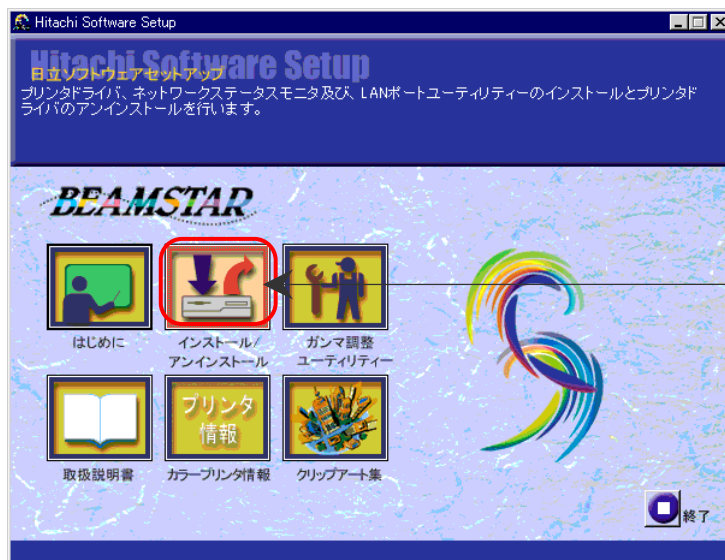 Hitachi Software Setup
Hitachi Software Setup
日立ソフトウェアセットアップ
プリンタドライバ、ネットワークステータスモニタ及び、LANポートユーティリティーのインストールとプリンタド
ライバのアンインストールを行います。
BEAMSTAR
はじめに
インストール/
アンインストール
ガンマ調整
ユーティリティー
プリンタ
情報
取扱説明書
カラープリンタ情報
クリップアート集
終了